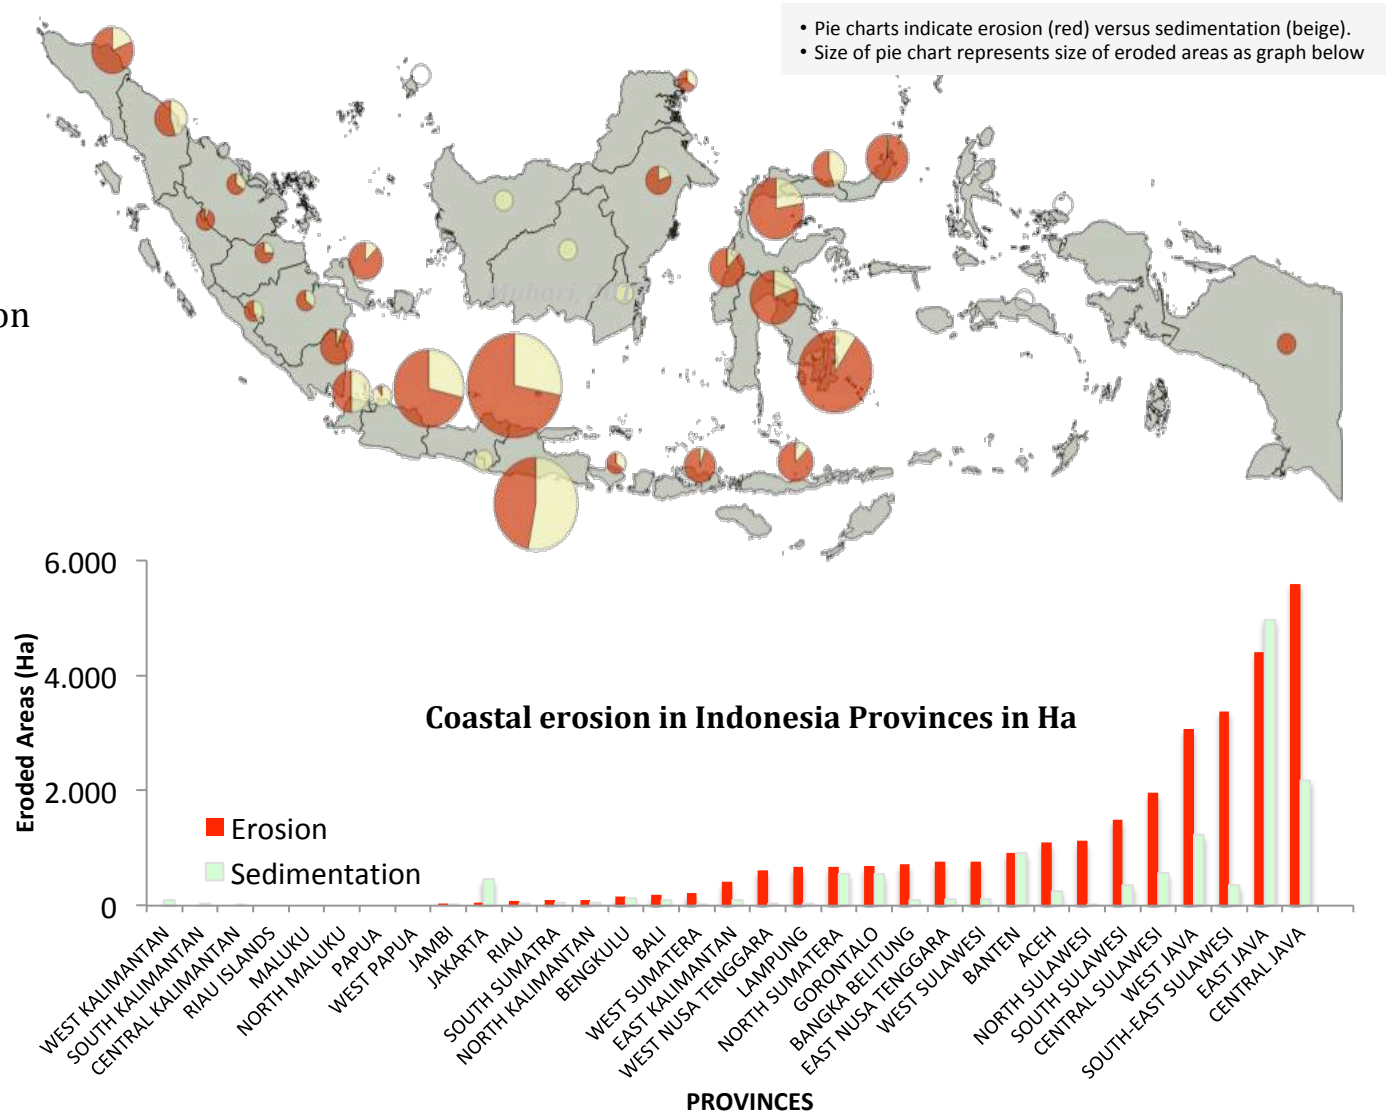 • Pie charts indicate erosion (red) versus sedimentation (beige).
• Size of pie chart represents size of eroded areas as graph below
on
Muhari,
6.000
4.000
2.000
0
Eroded Areas (Ha)
Coastal erosion in Indonesia Provinces in Ha
Erosion
Sedimentation
WEST KALIMANTAN
SOUTH KALIMANTAN
CENTRAL KALIMANTAN
RIAU ISLANDS
MALUKU
NORTH MALUKU
PAPUA
WEST PAPUA
JAMBI
JAKARTA
RIAU
SOUTH SUMATRA
NORTH KALIMANTAN
BENGKULU
BALI
WEST SUMATERA
EAST KALIMANTAN
WEST NUSA TENGGARA
LAMPUNG
NORTH SUMATERA
GORONTALO
BANGKA BELITUNG
EAST NUSA TENGGARA
WEST SULAWESI
BANTEN
ACEH
NORTH SULAWESI
SOUTH SULAWESI
CENTRAL SULAWESI
WEST JAVA
SOUTH-EAST SULAWESI
EAST JAVA
CENTRAL JAVA
PROVINCES